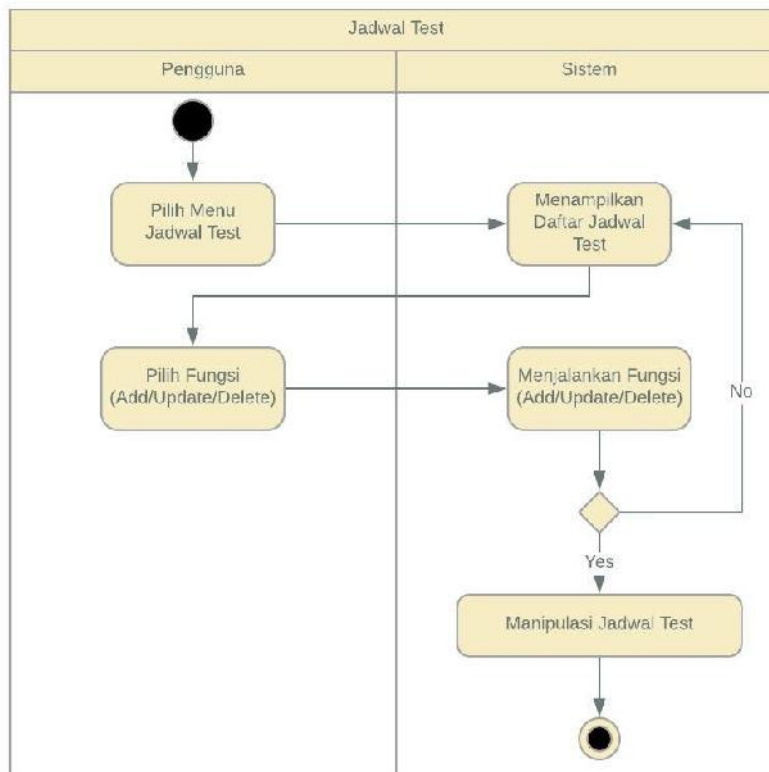 Jadwal Test
Pengguna
Sistem
Pilih Menu
Jadwal Test
Menampilkan
Daftar Jadwal
Test
Pilih Fungsi
(Add/Update/Delete)
Menjalankan Fungsi
(Add/Update/Delete)
No
Yes
Manipulasi Jadwal Test